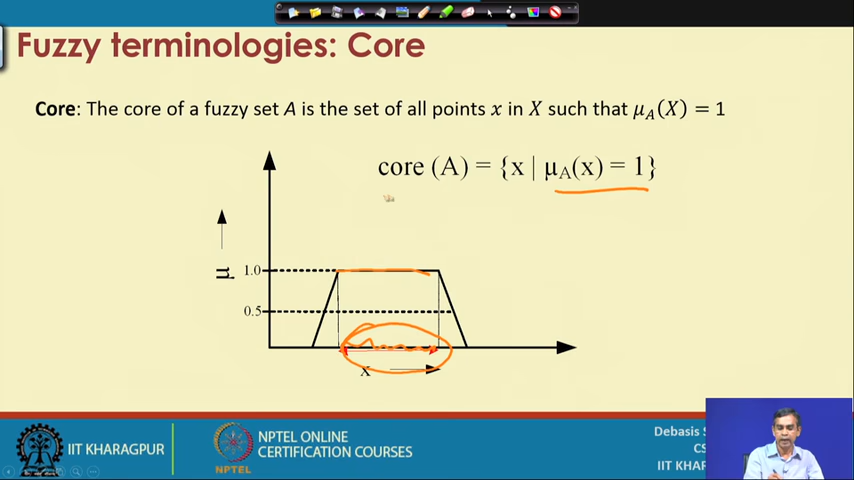 Fuzzy terminologies: Core
Core: The core of a fuzzy set A is the set of all points x in X such that μ_A(X) = 1
core (A) = {x | μ_A(x) = 1}
μ
1.0
0.5
x
IIT KHARAGPUR
NPTEL
NPTEL ONLINE
CERTIFICATION COURSES
Debasis S
CS
IIT KHAR